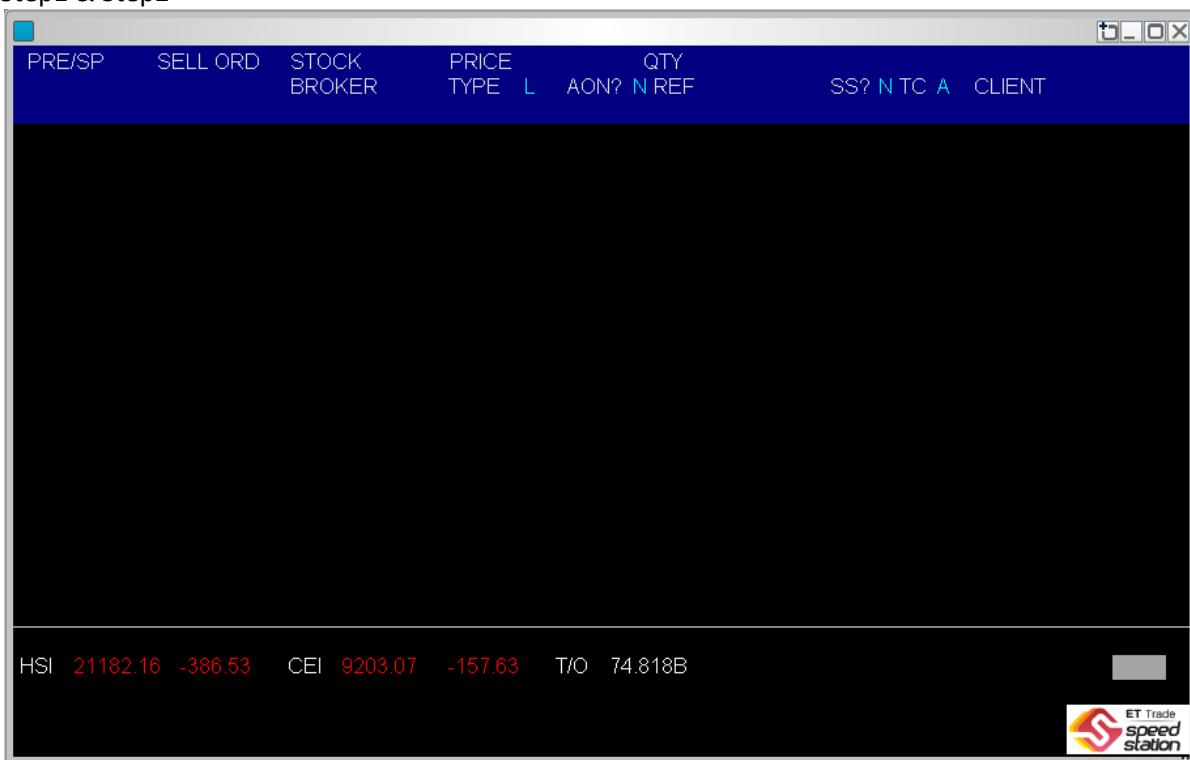 PRE/SP SELL ORD STOCK PRICE QTY
BROKER TYPE L AON? N REF SS? N TC A CLIENT
HSI 21182.16 -386.53 CEI 9203.07 -157.63 T/O 74.818B
ET Trade
speed
station